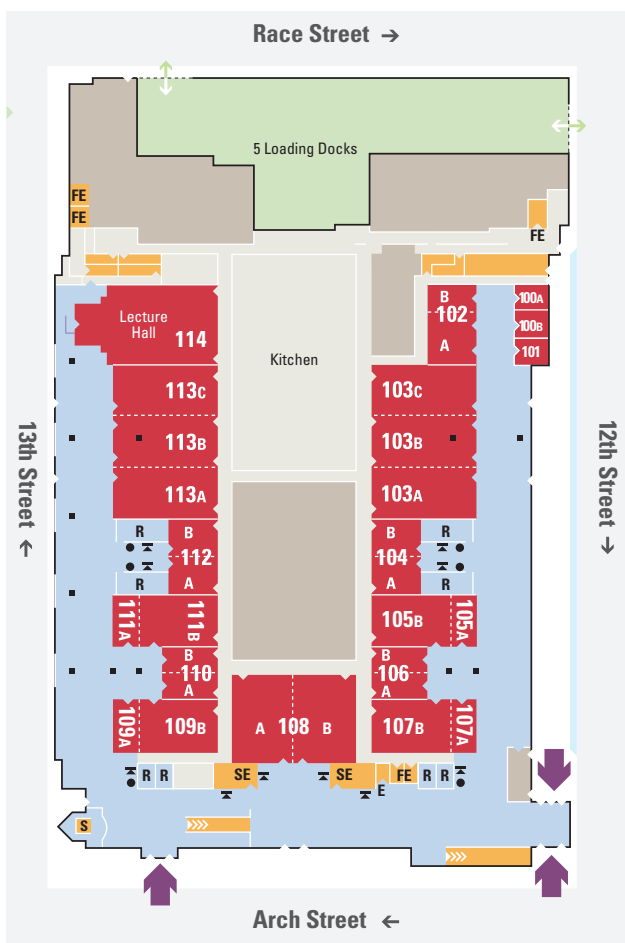 Race Street →
5 Loading Docks
FE
FE
FE
Lecture
Hall
114
B
102
A
100A
100B
101
Kitchen
113C
103C
113B
103B
113A
103A
13th Street ←
12th Street →
R
B
112
A
R
B
104
A
R
R
111A
111B
105B
105A
B
110
A
B
106
A
109A
109B
A 108 B
107B
107A
R R
SE
SE
FE
R R
E
S
Arch Street ←